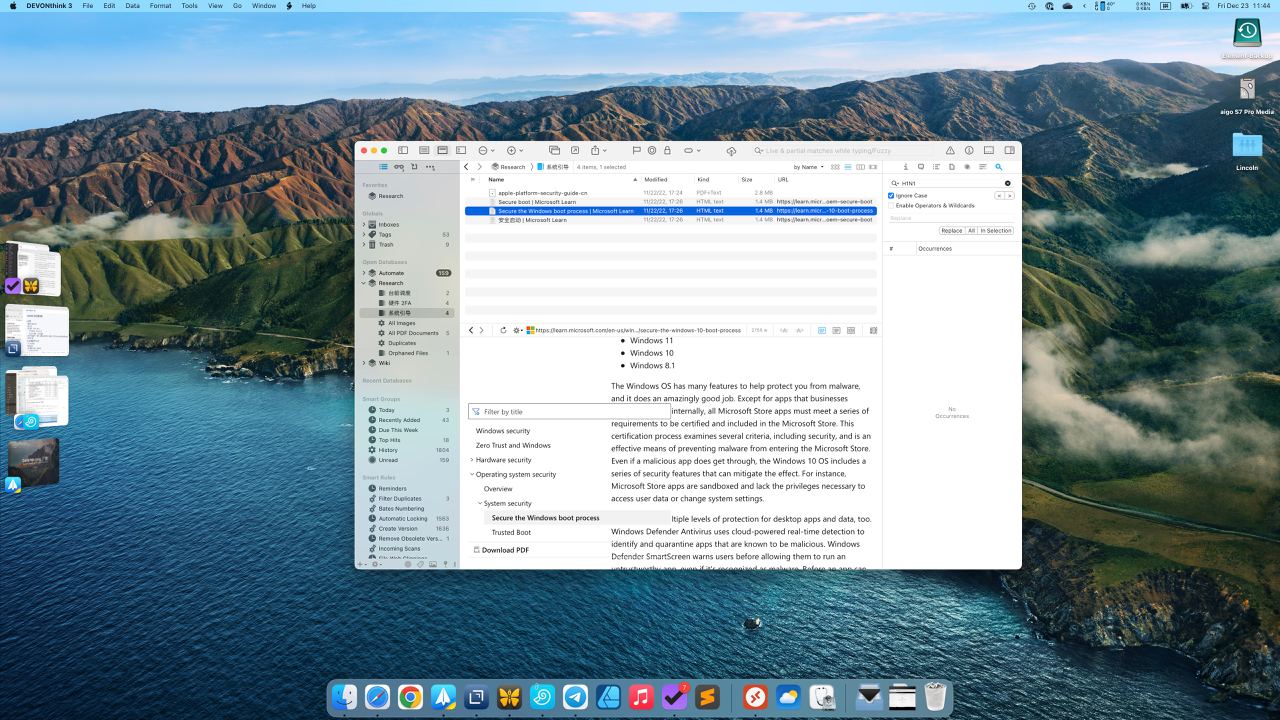 DEVONthink 3 File Edit Data Format Tools View Go Window Help
Fri Dec 23 11:44
aigo S7 Pro Media
Lincoln
Live & partial matches while typing/Fuzzy
Research 系统引导 4 items, 1 selected
by Name
Name Modified Kind Size URL
apple-platform-security-guide-cn 11/22/22, 17:24 PDF+Text 2.8 MB
Secure boot | Microsoft Learn 11/22/22, 17:26 HTML text 1.4 MB https://learn.micr...oem-secure-boot
Secure the Windows boot process | Microsoft Learn 11/22/22, 17:26 HTML text 1.4 MB https://learn.micr...-10-boot-process
安全启动 | Microsoft Learn 11/22/22, 17:26 HTML text 1.4 MB https://learn.micr...oem-secure-boot
Favorites
Research
Globals
Inboxes
Tags 53
Trash 9
Open Databases
Automate 159
Research
台前调度 2
硬件 2FA 4
系统引导 4
All Images
All PDF Documents 5
Duplicates
Orphaned Files 1
Wiki
Recent Databases
Smart Groups
Today 3
Recently Added 43
Due This Week
Top Hits 18
History 1804
Unread 159
Smart Rules
Reminders
Filter Duplicates 3
Bates Numbering
Automatic Locking 1563
Create Version 1636
Remove Obsolete Vers... 1
Incoming Scans
https://learn.microsoft.com/en-us/win.../secure-the-windows-10-boot-process
Windows 11
Windows 10
Windows 8.1
The Windows OS has many features to help protect you from malware,
and it does an amazingly good job. Except for apps that businesses
internally, all Microsoft Store apps must meet a series of
requirements to be certified and included in the Microsoft Store. This
certification process examines several criteria, including security, and is an
effective means of preventing malware from entering the Microsoft Store.
Even if a malicious app does get through, the Windows 10 OS includes a
series of security features that can mitigate the effect. For instance,
Microsoft Store apps are sandboxed and lack the privileges necessary to
access user data or change system settings.
ltiple levels of protection for desktop apps and data, too.
Windows Defender Antivirus uses cloud-powered real-time detection to
identify and quarantine apps that are known to be malicious. Windows
Defender SmartScreen warns users before allowing them to run an
untrustworthy app, even if it's recognized as malware. Before an app can
Filter by title
Windows security
Zero Trust and Windows
Hardware security
Operating system security
Overview
System security
Secure the Windows boot process
Trusted Boot
Download PDF
H1N1
Ignore Case
Enable Operators & Wildcards
Replace
Replace All In Selection
# Occurrences
No
Occurrences